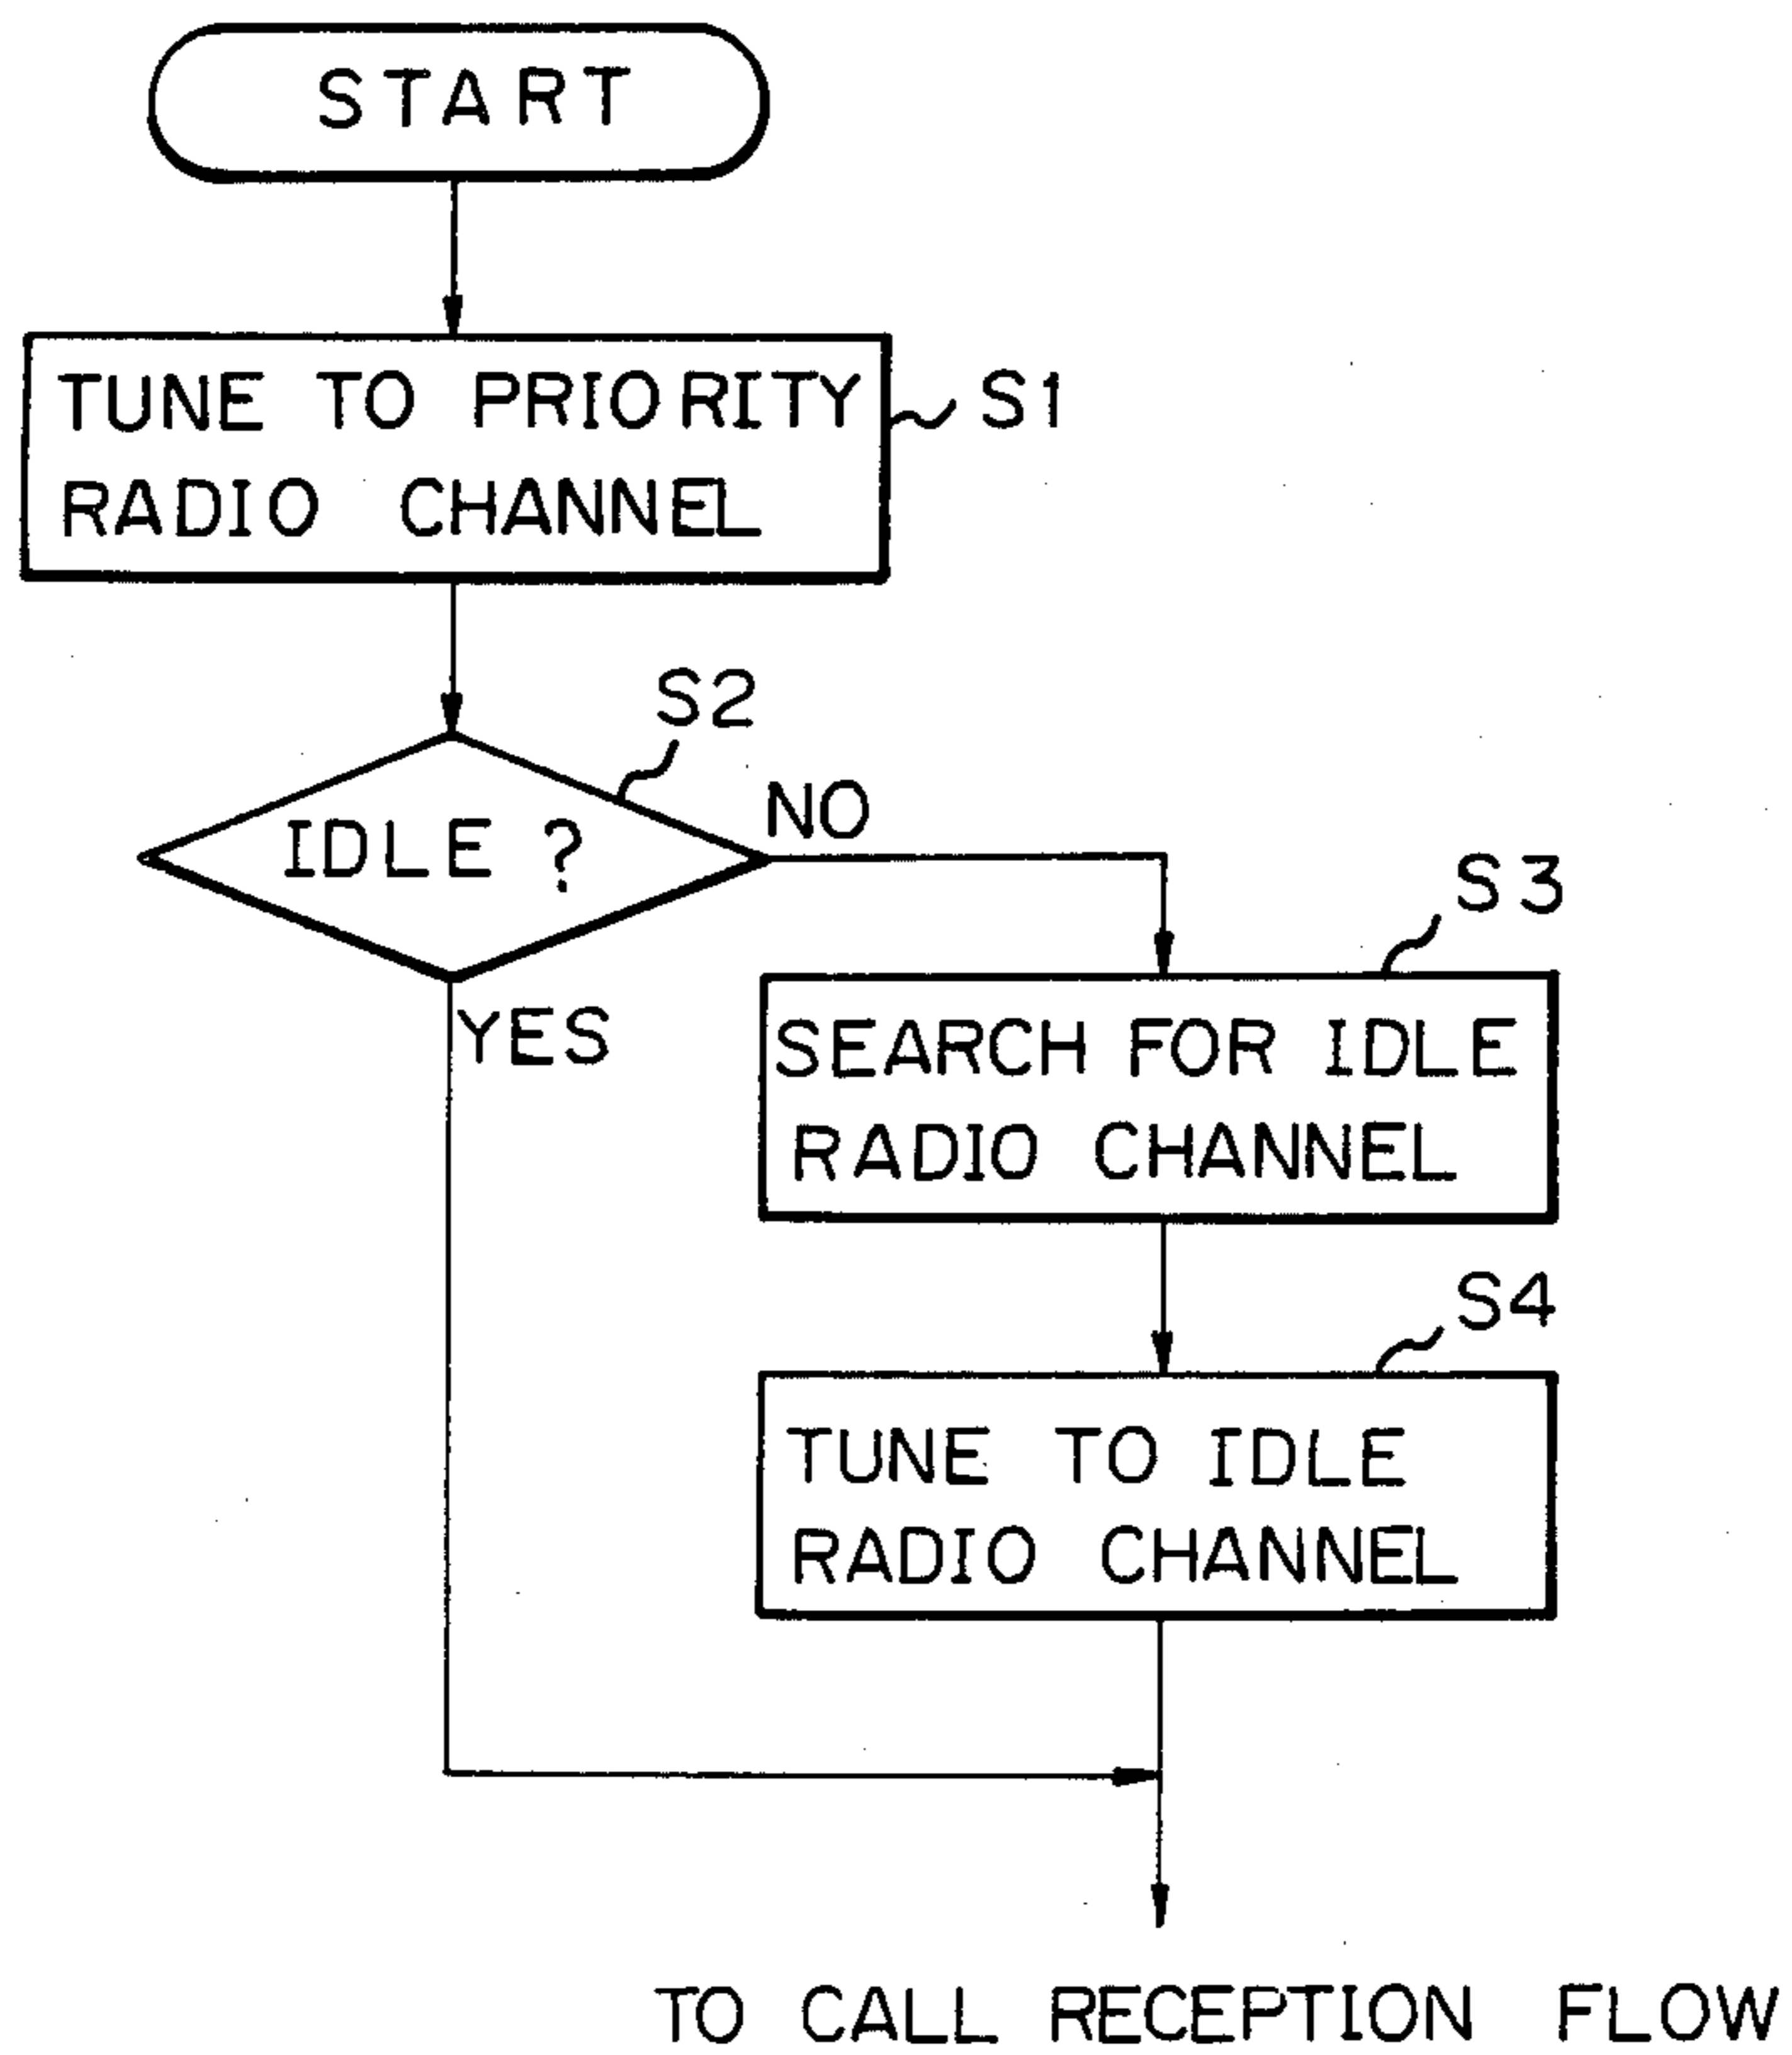 START
TUNE TO PRIORITY
RADIO CHANNEL
S1
S2
IDLE ?
NO
YES
S3
SEARCH FOR IDLE
RADIO CHANNEL
S4
TUNE TO IDLE
RADIO CHANNEL
TO CALL RECEPTION FLOW